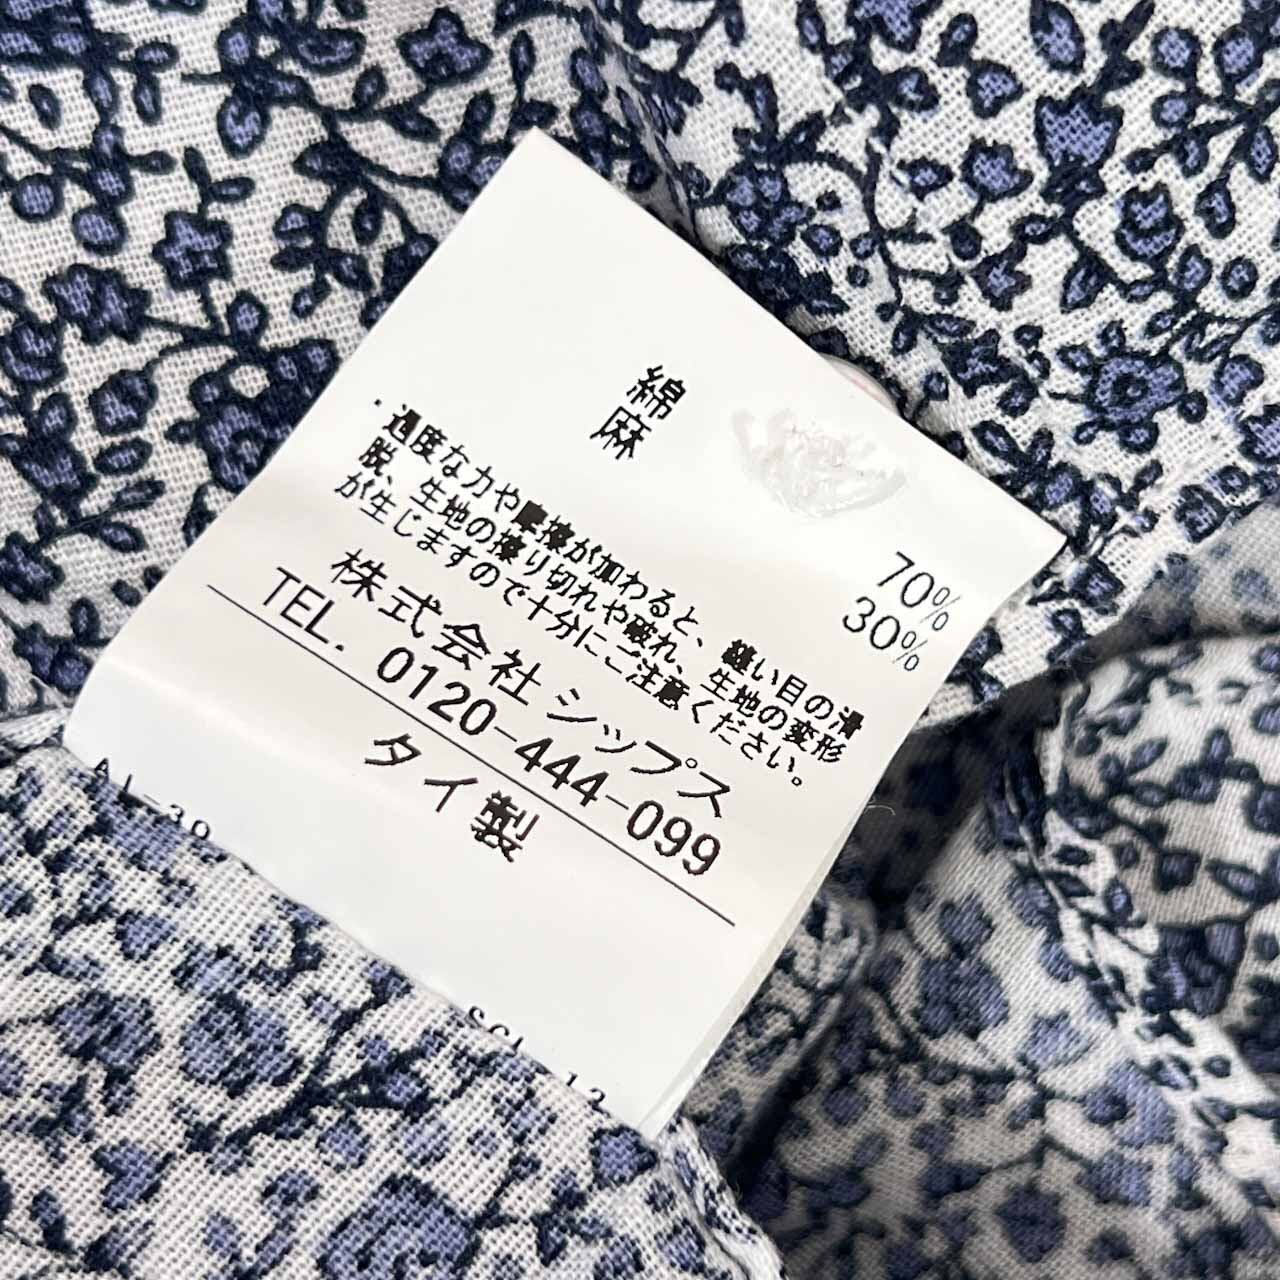 綿 70%
麻 30%
・過度な力や摩擦が加わると、縫い目の滑
脱、生地の擦り切れや破れ、生地の変形
が生じますので十分にご注意ください。
株式会社シップス
TEL. 0120-444-099
タイ製